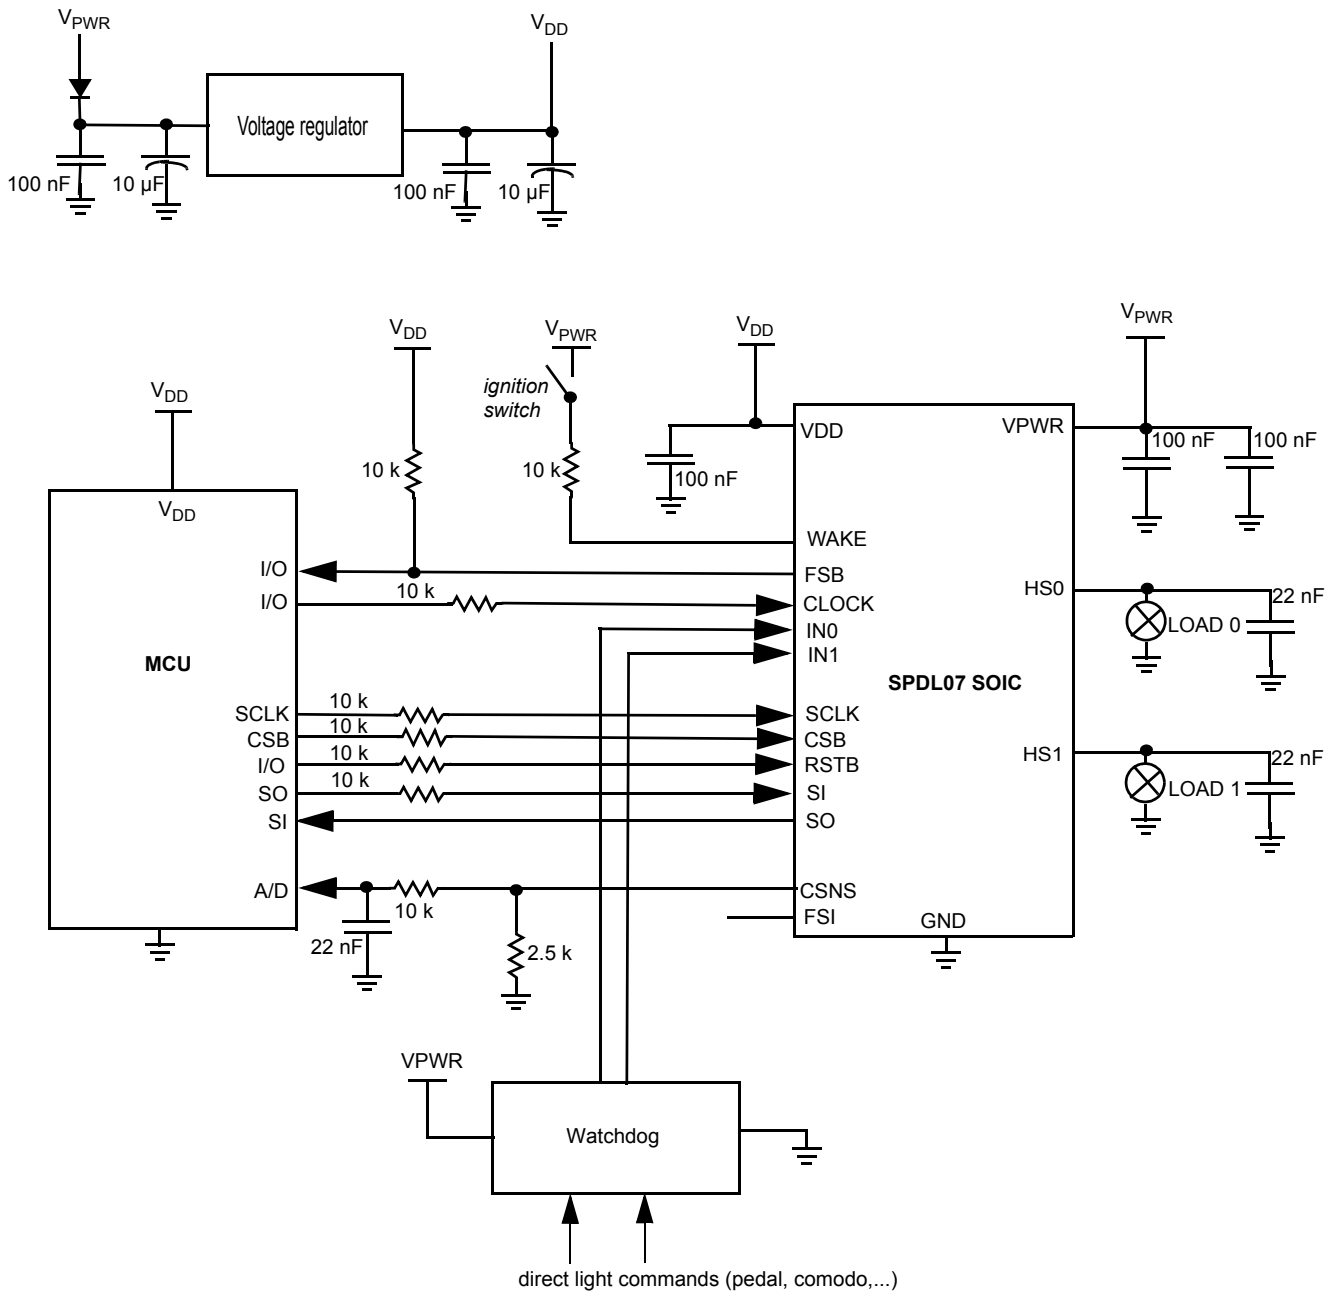 VPWR
VDD
Voltage regulator
100 nF
10 µF
100 nF
10 µF
VDD
VPWR
VDD
VPWR
VDD
ignition
switch
10 k
10 k
100 nF
VDD
VPWR
100 nF
100 nF
VDD
WAKE
I/O
FSB
10 k
I/O
CLOCK
HS0
22 nF
IN0
LOAD 0
IN1
MCU
SPDL07 SOIC
10 k
SCLK
SCLK
10 k
CSB
CSB
10 k
I/O
RSTB
HS1
22 nF
10 k
SO
SI
LOAD 1
SI
SO
A/D
10 k
CSNS
FSI
GND
22 nF
2.5 k
VPWR
Watchdog
direct light commands (pedal, comodo,...)